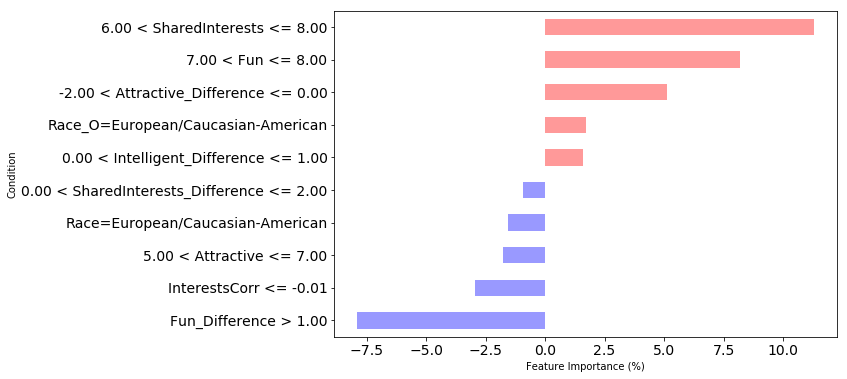 6.00 < SharedInterests <= 8.00
7.00 < Fun <= 8.00
-2.00 < Attractive_Difference <= 0.00
Race_O=European/Caucasian-American
0.00 < Intelligent_Difference <= 1.00
0.00 < SharedInterests_Difference <= 2.00
Race=European/Caucasian-American
5.00 < Attractive <= 7.00
InterestsCorr <= -0.01
Fun_Difference > 1.00
Condition
−7.5 −5.0 −2.5 0.0 2.5 5.0 7.5 10.0
Feature Importance (%)